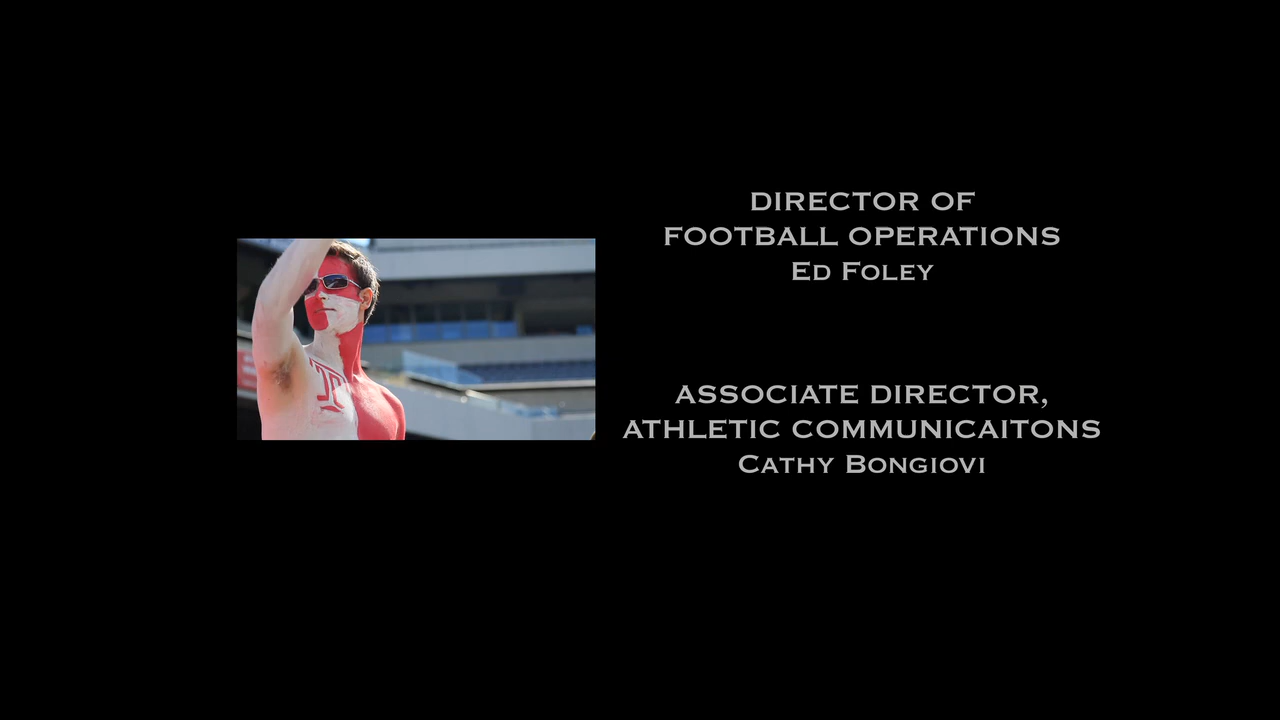 DIRECTOR OF
FOOTBALL OPERATIONS
ED FOLEY
ASSOCIATE DIRECTOR,
ATHLETIC COMMUNICAITONS
CATHY BONGIOVI